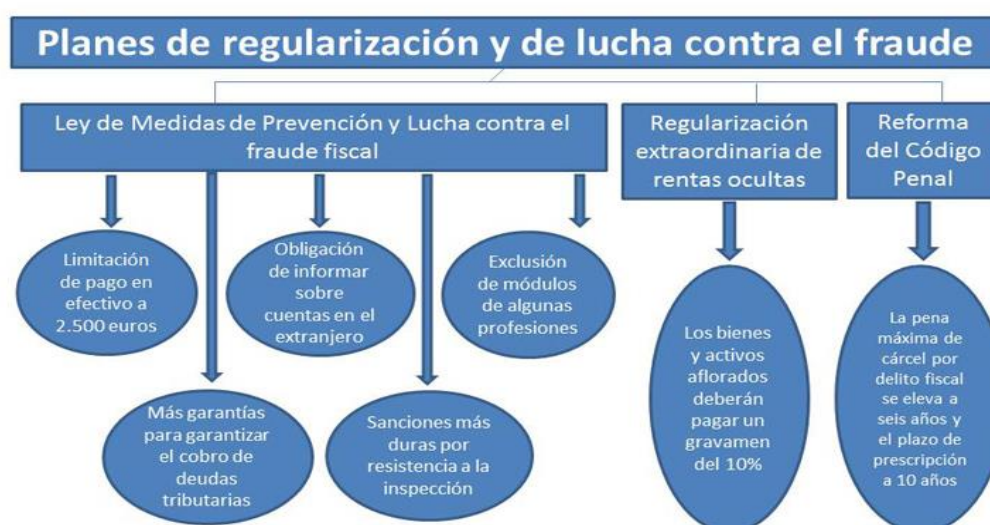 Planes de regularización y de lucha contra el fraude
Ley de Medidas de Prevención y Lucha contra el
fraude fiscal
Regularización
extraordinaria de
rentas ocultas
Reforma
del Código
Penal
Limitación
de pago en
efectivo a
2.500 euros
Obligación
de informar
sobre
cuentas en el
extranjero
Exclusión
de módulos
de algunas
profesiones
Más garantías
para garantizar
el cobro de
deudas
tributarias
Sanciones más
duras por
resistencia a la
inspección
Los bienes
y activos
aflorados
deberán
pagar un
gravamen
del 10%
La pena
máxima de
cárcel por
delito fiscal
se eleva a
seis años y
el plazo de
prescripción
a 10 años